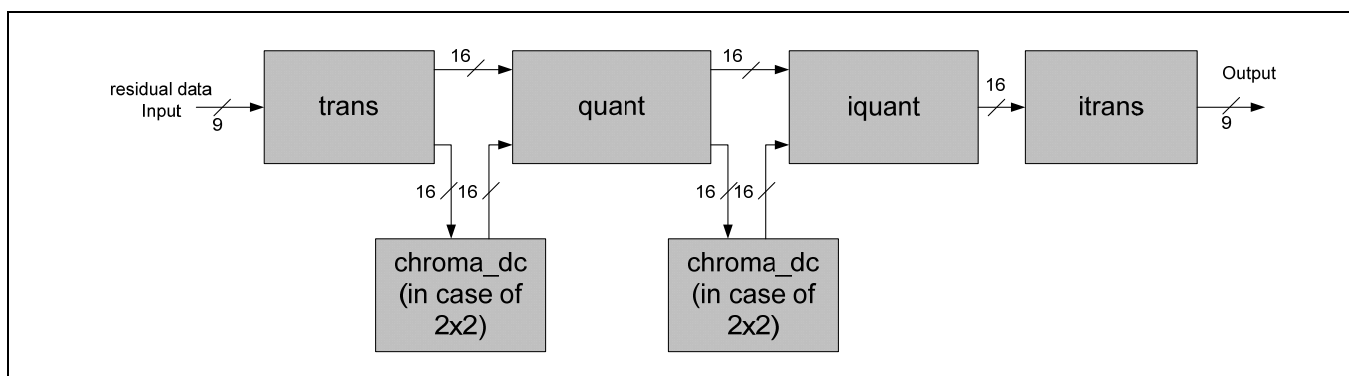 residual data
Input
9
trans
16
quant
16
iquant
16
itrans
Output
9
16
16
16
16
chroma_dc
(in case of
2x2)
chroma_dc
(in case of
2x2)